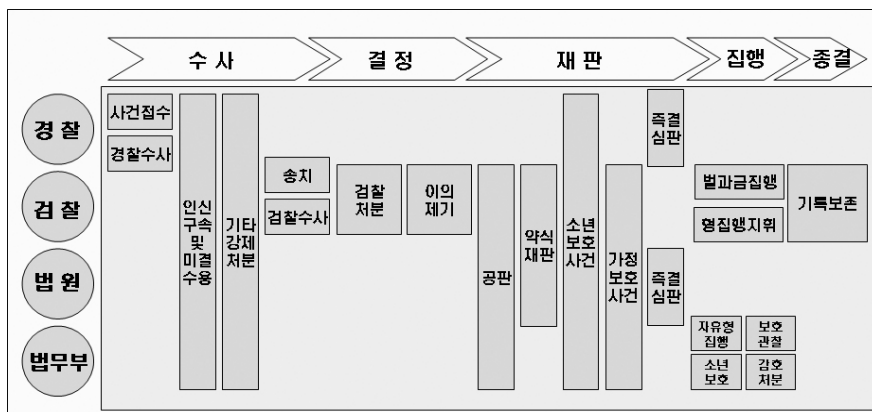 수 사
결 정
재 판
집행
종결
경 찰
검 찰
법 원
법무부
사건접수
경찰수사
인신
구속
및
미결
수용
기타
강제
처분
송치
검찰수사
검찰
처분
이의
제기
공판
약식
재판
소년
보호
사건
가정
보호
사건
즉결
심판
즉결
심판
벌과금집행
형집행지휘
기록보존
자유형
집행
보호
관찰
소년
보호
감호
처분